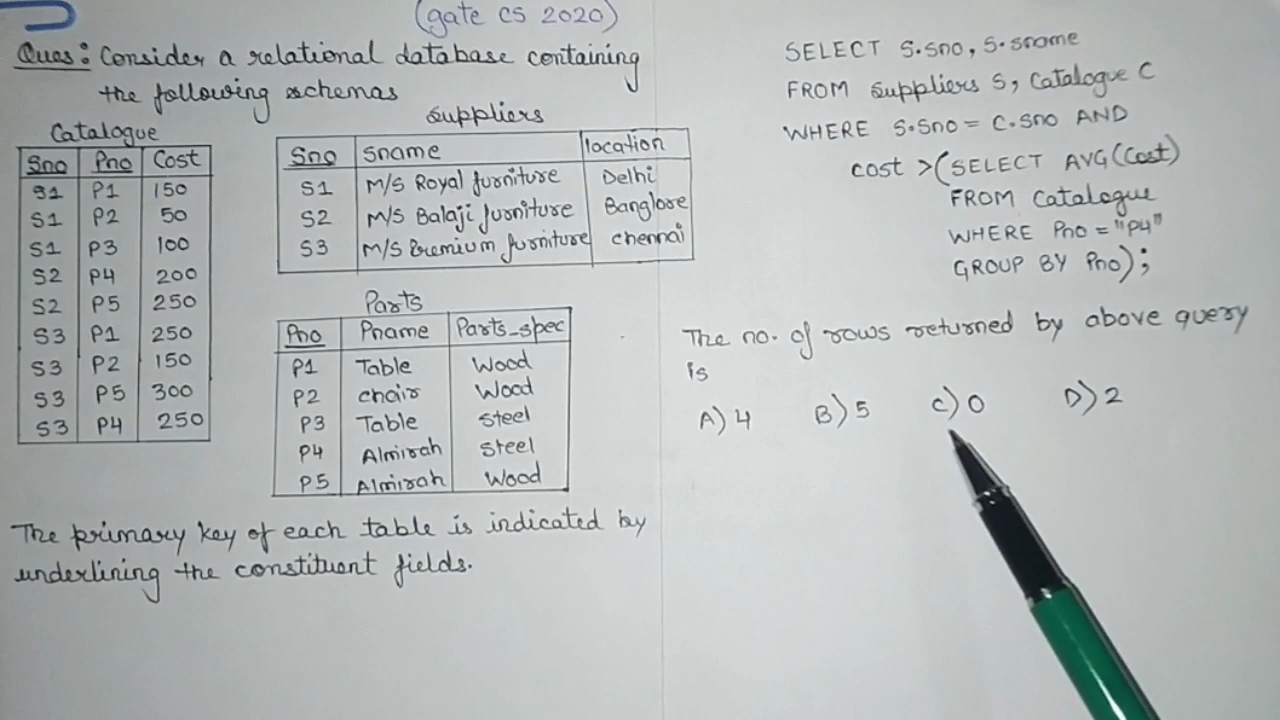 (gate CS 2020)
Ques: Consider a relational database containing
the following schemas
Catalogue
Sno Pno Cost
S1 P1 150
S1 P2 50
S1 P3 100
S2 P4 200
S2 P5 250
S3 P1 250
S3 P2 150
S3 P5 300
S3 P4 250
Suppliers
Sno Sname location
S1 M/S Royal furniture Delhi
S2 M/S Balaji furniture Banglore
S3 M/S Premium furniture chennai
Parts
Pno Pname Parts_spec
P1 Table Wood
P2 chair Wood
P3 Table Steel
P4 Almirah Steel
P5 Almirah Wood
The primary key of each table is indicated by
underlining the constituent fields.
SELECT S.Sno, S.sname
FROM Suppliers S, Catalogue C
WHERE S.Sno = C.Sno AND
cost >(SELECT AVG(Cost)
FROM Catalogue
WHERE Pno = "P4"
GROUP BY Pno);
The no. of rows returned by above query
is
A) 4 B) 5 C) 0 D) 2